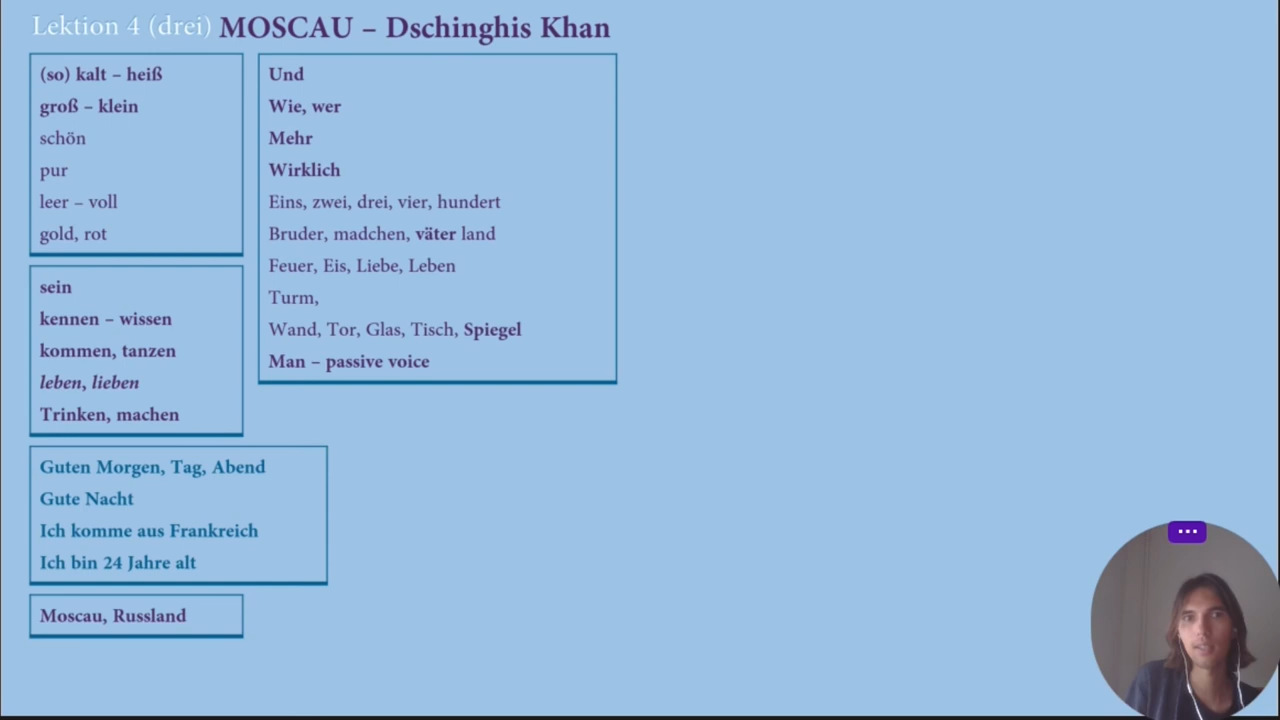 Lektion 4 (drei) MOSCAU – Dschinghis Khan
(so) kalt – heiß
groß – klein
schön
pur
leer – voll
gold, rot
sein
kennen – wissen
kommen, tanzen
leben, lieben
Trinken, machen
Guten Morgen, Tag, Abend
Gute Nacht
Ich komme aus Frankreich
Ich bin 24 Jahre alt
Moscau, Russland
Und
Wie, wer
Mehr
Wirklich
Eins, zwei, drei, vier, hundert
Bruder, madchen, väter land
Feuer, Eis, Liebe, Leben
Turm,
Wand, Tor, Glas, Tisch, Spiegel
Man – passive voice